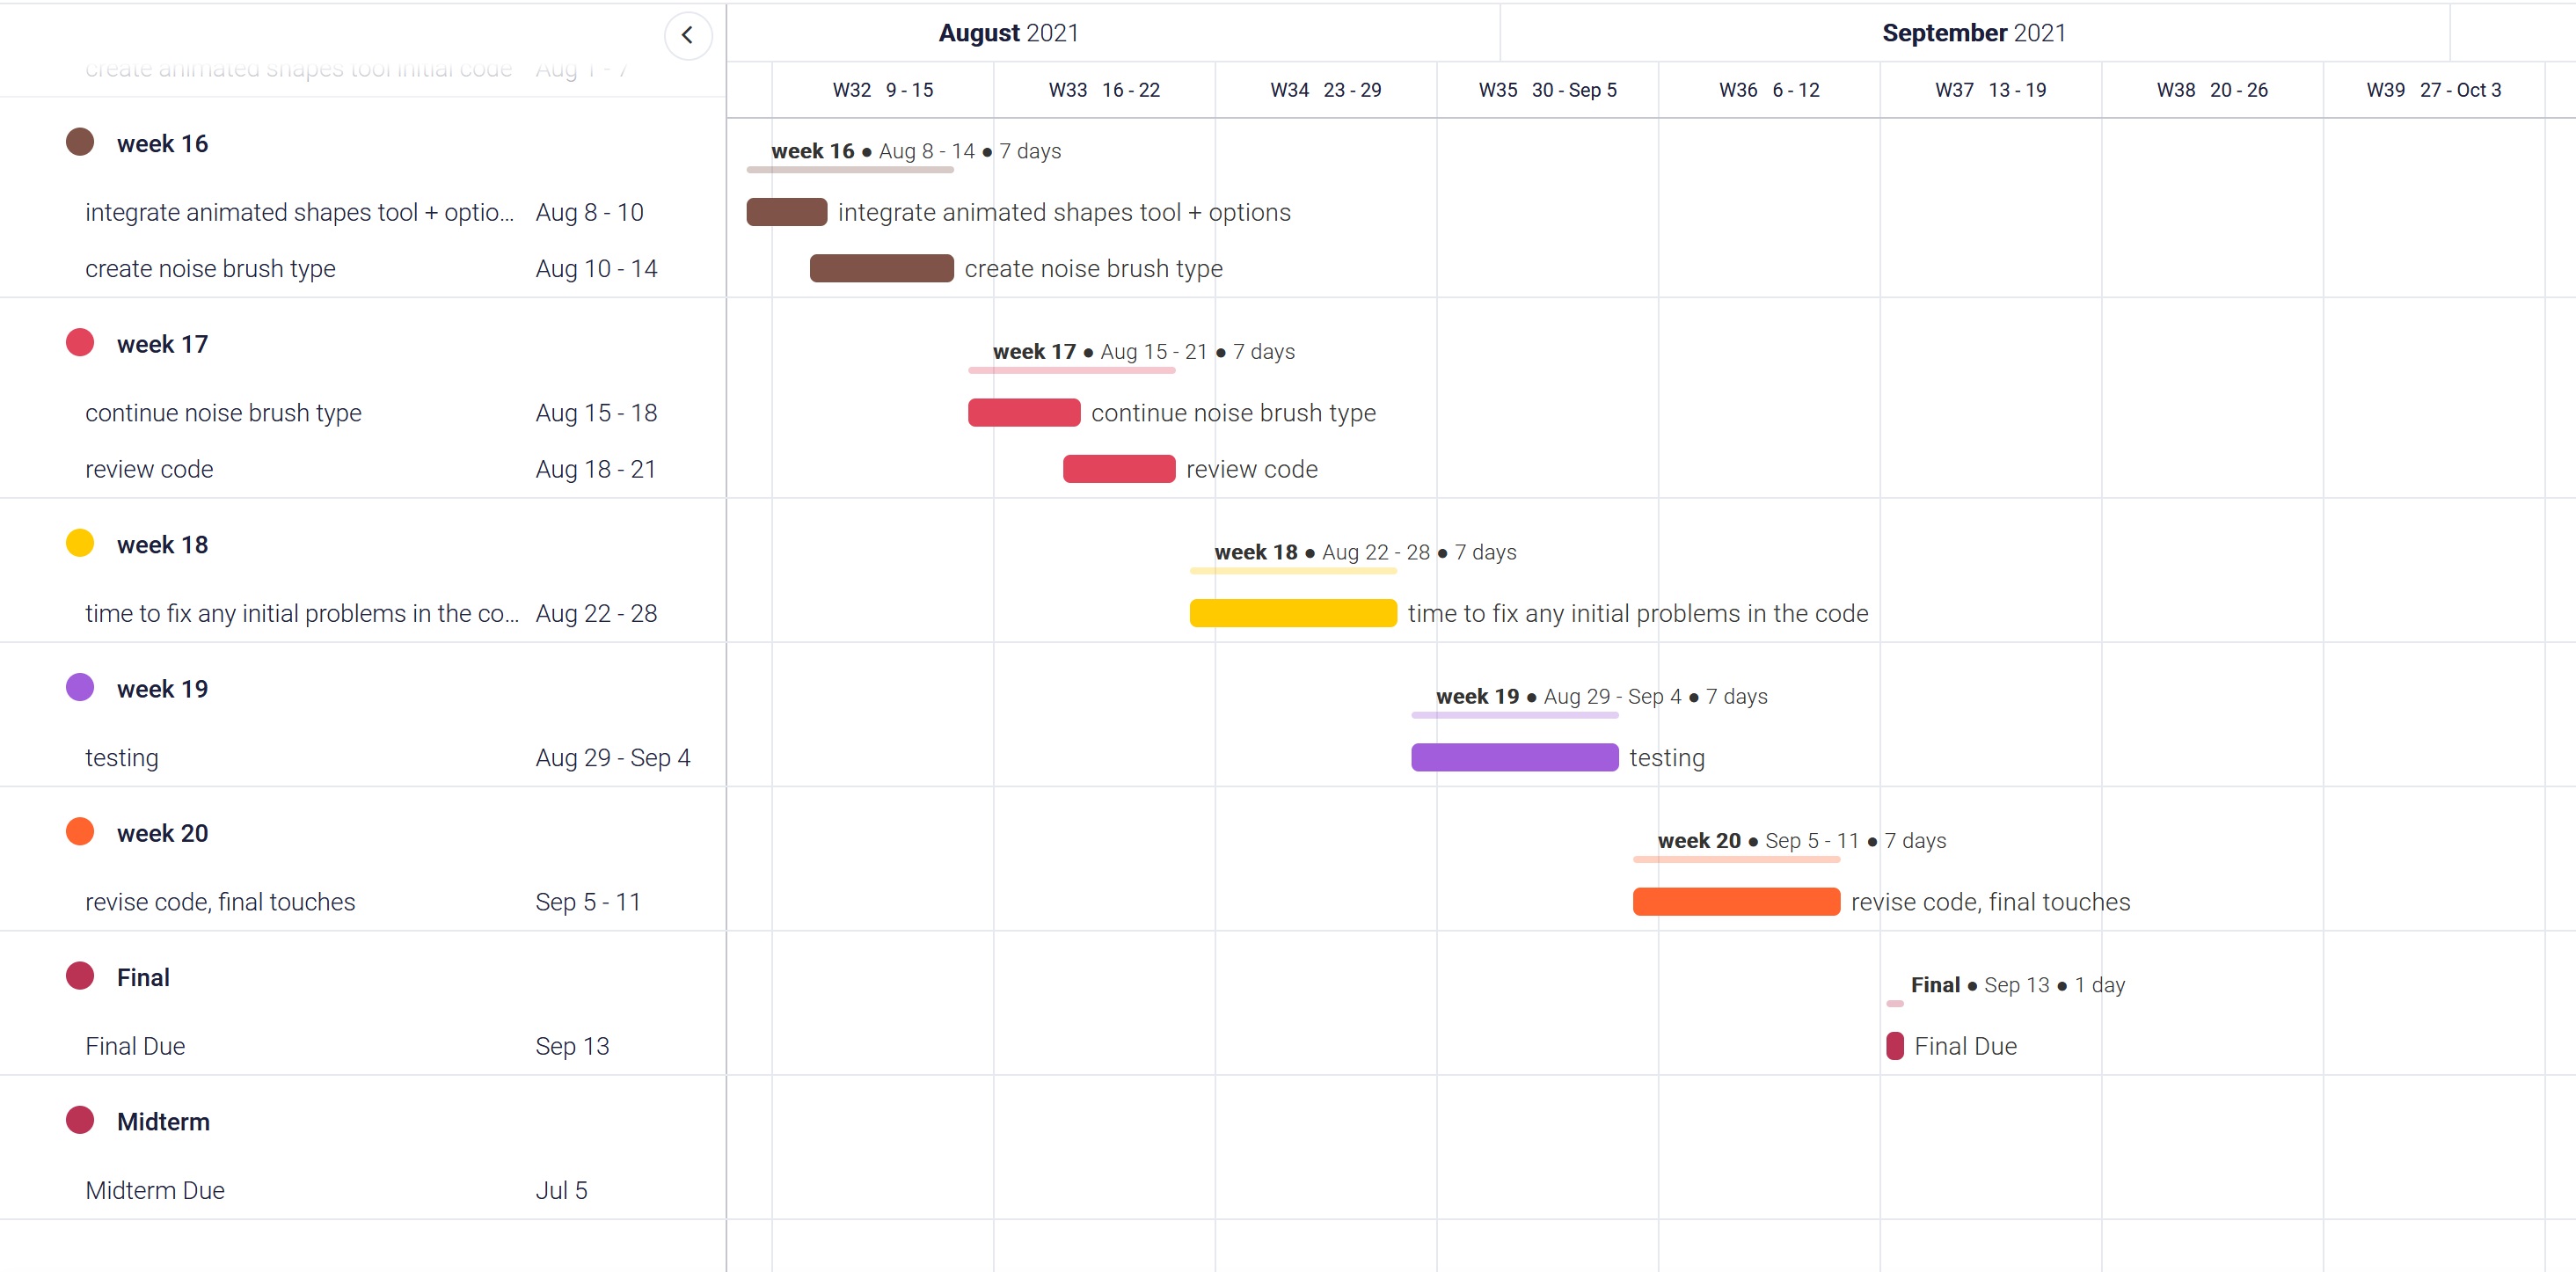 August 2021
September 2021
create animated shapes tool initial code Aug 1 - 7
W32 9 - 15
W33 16 - 22
W34 23 - 29
W35 30 - Sep 5
W36 6 - 12
W37 13 - 19
W38 20 - 26
W39 27 - Oct 3
week 16
week 16 ● Aug 8 - 14 ● 7 days
integrate animated shapes tool + optio... Aug 8 - 10
integrate animated shapes tool + options
create noise brush type Aug 10 - 14
create noise brush type
week 17
week 17 ● Aug 15 - 21 ● 7 days
continue noise brush type Aug 15 - 18
continue noise brush type
review code Aug 18 - 21
review code
week 18
week 18 ● Aug 22 - 28 ● 7 days
time to fix any initial problems in the co... Aug 22 - 28
time to fix any initial problems in the code
week 19
week 19 ● Aug 29 - Sep 4 ● 7 days
testing Aug 29 - Sep 4
testing
week 20
week 20 ● Sep 5 - 11 ● 7 days
revise code, final touches Sep 5 - 11
revise code, final touches
Final
Final ● Sep 13 ● 1 day
Final Due Sep 13
Final Due
Midterm
Midterm Due Jul 5